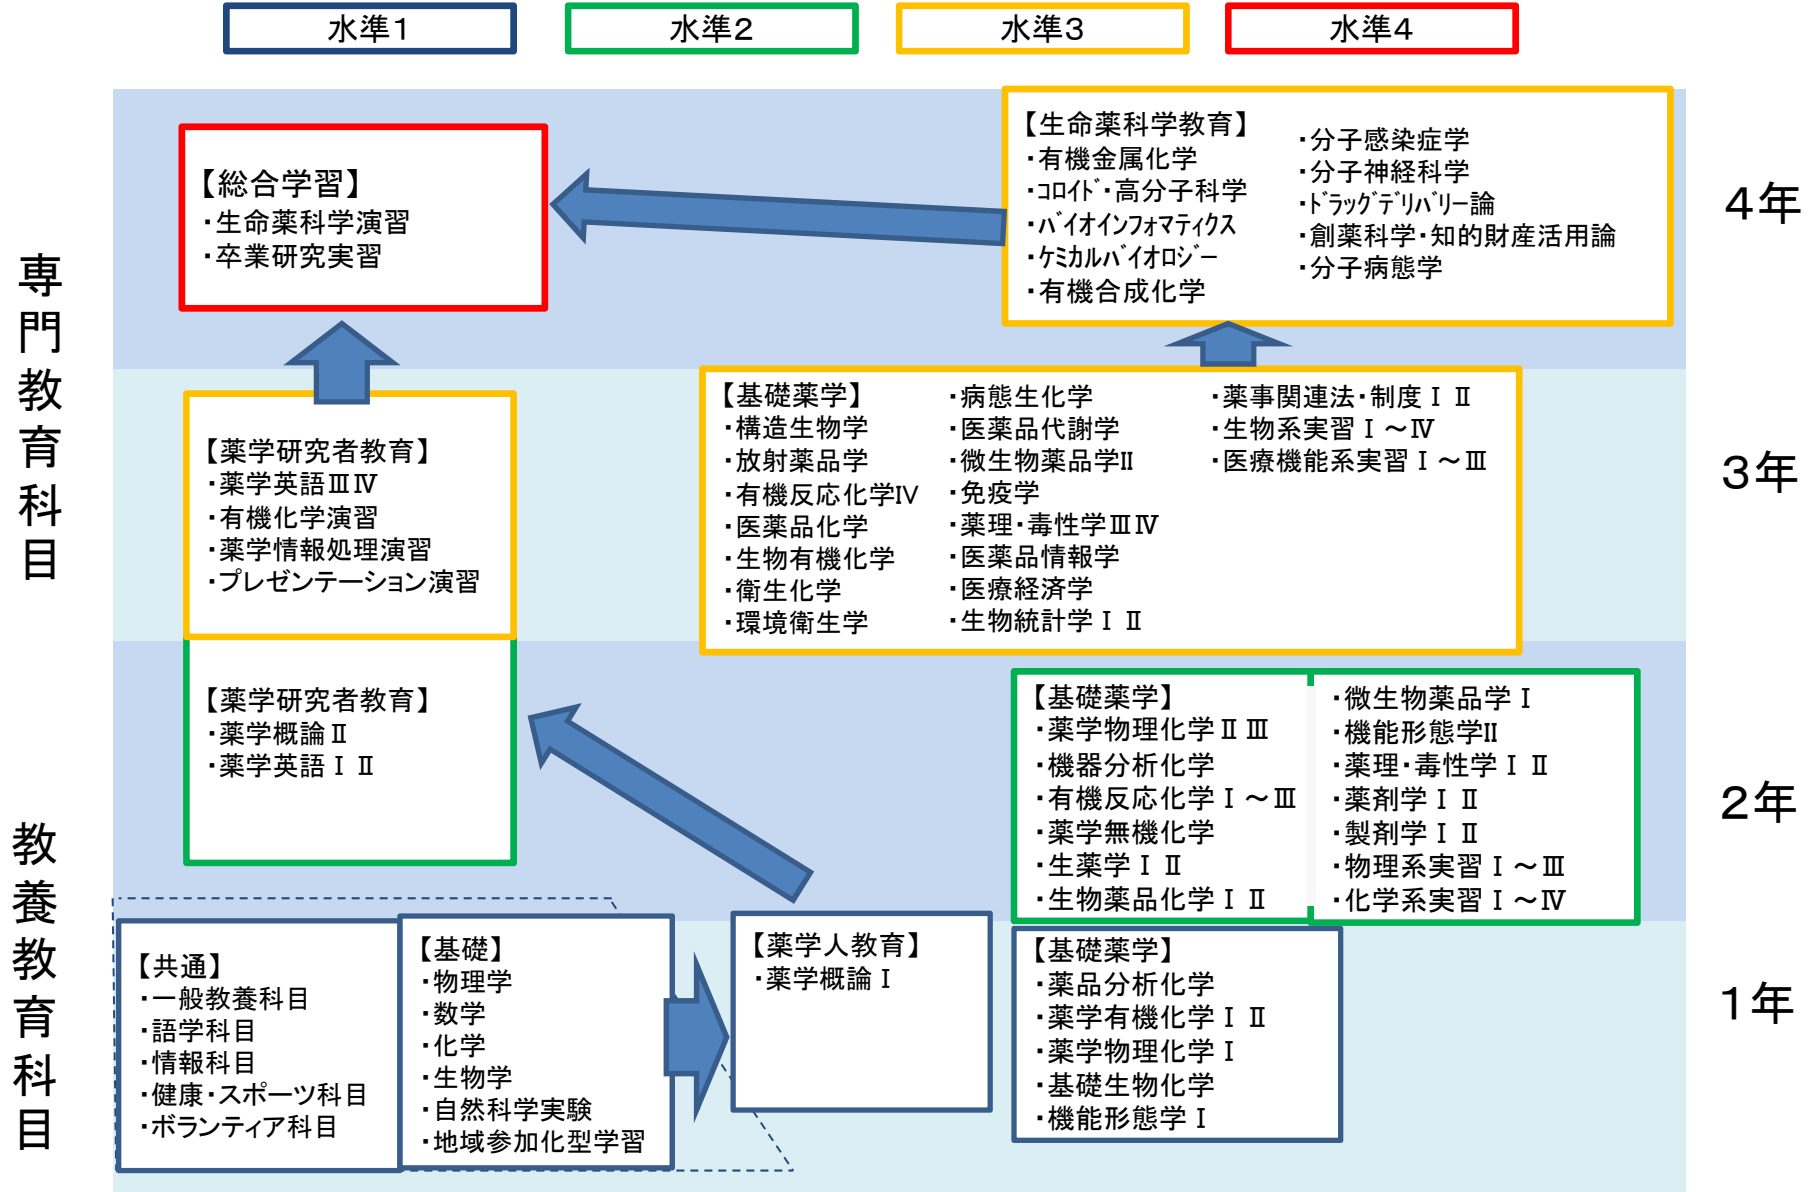 水準1
水準2
水準3
水準4
専門教育科目
教養教育科目
4年
3年
2年
1年
【総合学習】
・生命薬科学演習
・卒業研究実習
【生命薬科学教育】
・有機金属化学
・ｺﾛｲﾄﾞ・高分子科学
・ﾊﾞｲｵインフォマティクス
・ケミカルﾊﾞイオロジー
・有機合成化学
・分子感染症学
・分子神経科学
・ﾄﾞラッグデリバリー論
・創薬科学・知的財産活用論
・分子病態学
【薬学研究者教育】
・薬学英語ⅢⅣ
・有機化学演習
・薬学情報処理演習
・プレゼンテーション演習
【基礎薬学】
・構造生物学
・放射薬品学
・有機反応化学IV
・医薬品化学
・生物有機化学
・衛生化学
・環境衛生学
・病態生化学
・医薬品代謝学
・微生物薬品学II
・免疫学
・薬理・毒性学ⅢⅣ
・医薬品情報学
・医療経済学
・生物統計学Ⅰ Ⅱ
・薬事関連法・制度Ⅰ Ⅱ
・生物系実習Ⅰ～Ⅳ
・医療機能系実習Ⅰ～Ⅲ
【薬学研究者教育】
・薬学概論Ⅱ
・薬学英語Ⅰ Ⅱ
【基礎薬学】
・薬学物理化学Ⅱ Ⅲ
・機器分析化学
・有機反応化学Ⅰ～Ⅲ
・薬学無機化学
・生薬学Ⅰ Ⅱ
・生物薬品化学Ⅰ Ⅱ
・微生物薬品学Ⅰ
・機能形態学II
・薬理・毒性学Ⅰ Ⅱ
・薬剤学Ⅰ Ⅱ
・製剤学Ⅰ Ⅱ
・物理系実習Ⅰ～Ⅲ
・化学系実習Ⅰ～Ⅳ
【共通】
・一般教養科目
・語学科目
・情報科目
・健康・スポーツ科目
・ボランティア科目
【基礎】
・物理学
・数学
・化学
・生物学
・自然科学実験
・地域参加化型学習
【薬学人教育】
・薬学概論Ⅰ
【基礎薬学】
・薬品分析化学
・薬学有機化学Ⅰ Ⅱ
・薬学物理化学Ⅰ
・基礎生物化学
・機能形態学Ⅰ